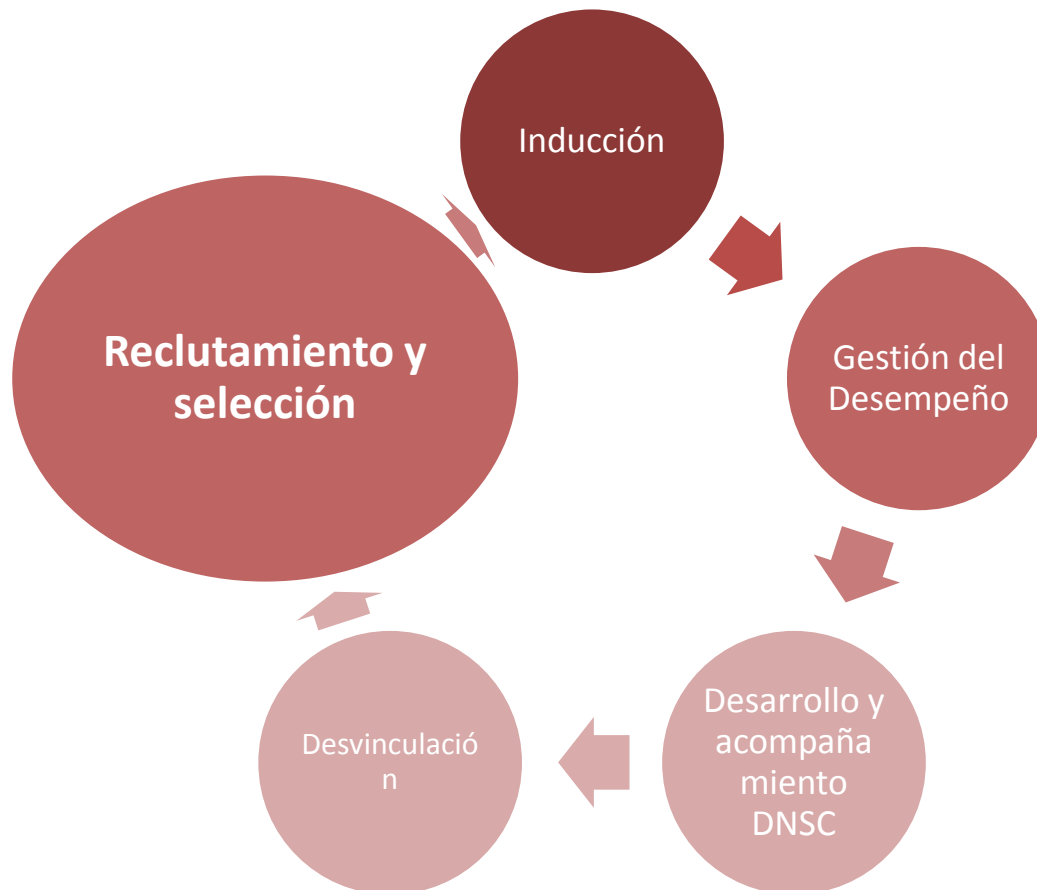 Inducción
Reclutamiento y
selección
Gestión del
Desempeño
Desarrollo y
acompaña
miento
DNSC
Desvinculació
n